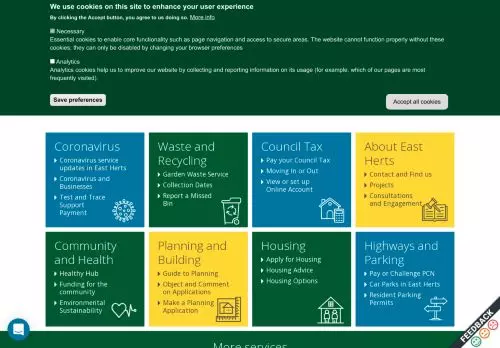 We use cookies on this site to enhance your user experience
By clicking the Accept button, you agree to us doing so. More info
Necessary
Essential cookies to enable core functionality such as page navigation and access to secure areas. The website cannot function properly without these
cookies; they can only be disabled by changing your browser preferences
Analytics
Analytics cookies help us to improve our website by collecting and reporting information on its usage (for example, which of our pages are most
frequently visited).
Save preferences
Accept all cookies
Coronavirus
Coronavirus service
updates in East Herts
Coronavirus and
Businesses
Test and Trace
Support
Payment
Waste and
Recycling
Garden Waste Service
Collection Dates
Report a Missed
Bin
Council Tax
Pay your Council Tax
Moving In or Out
View or set up
Online Account
About East
Herts
Contact and Find us
Projects
Consultations
and Engagement
Community
and Health
Healthy Hub
Funding for the
community
Environmental
Sustainability
Planning and
Building
Guide to Planning
Object and Comment
on Applications
Make a Planning
Application
Housing
Apply for Housing
Housing Advice
Housing Options
Highways and
Parking
Pay or Challenge PCN
Car Parks in East Herts
Resident Parking
Permits
FEEDBACK
More services